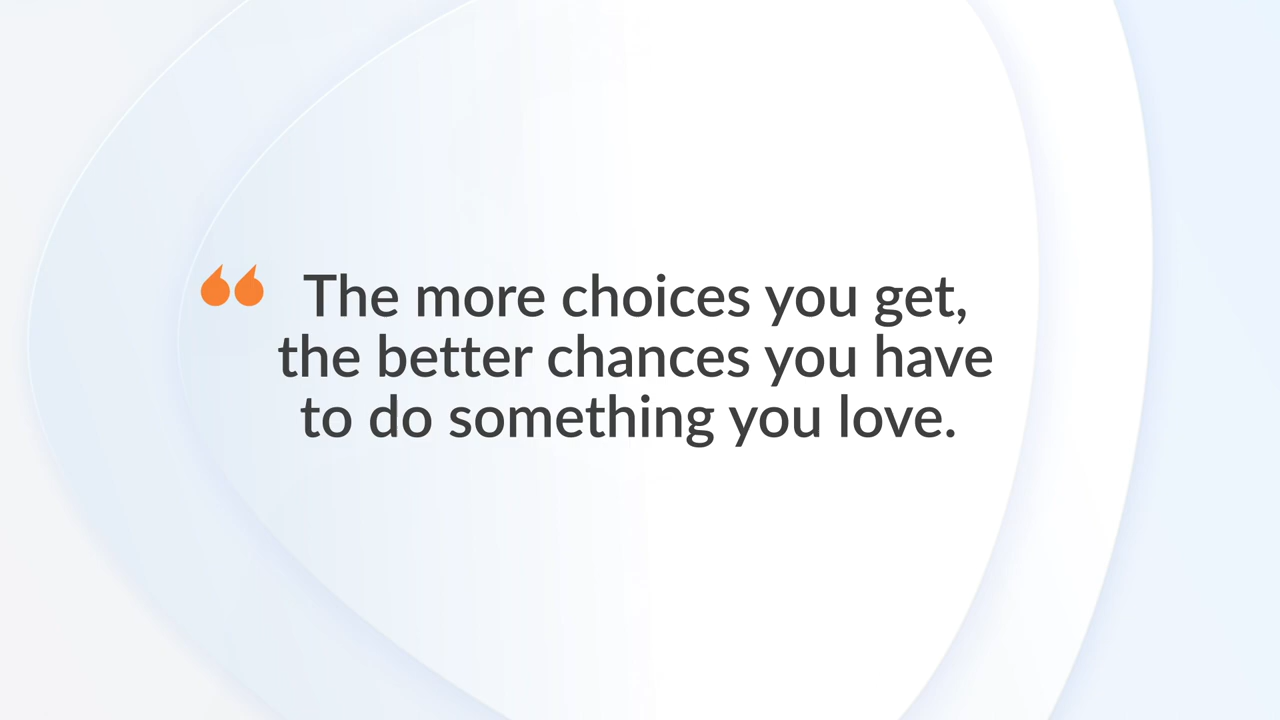 “ The more choices you get,
the better chances you have
to do something you love.